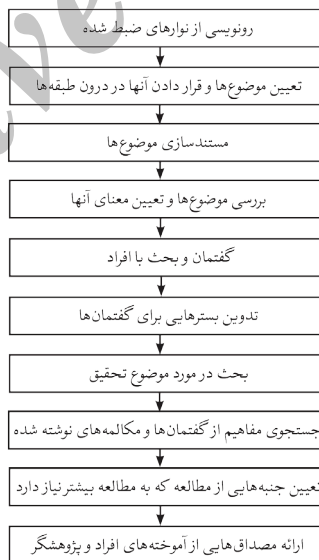 رونویسی از نوارهای ضبط شده
تعیین موضوع‌ها و قرار دادن آنها در درون طبقه‌ها
مستندسازی موضوع‌ها
بررسی موضوع‌ها و تعیین معنای آنها
گفتمان و بحث با افراد
تدوین بسترهایی برای گفتمان‌ها
بحث در مورد موضوع تحقیق
جستجوی مفاهیم از گفتمان‌ها و مکالمه‌های نوشته شده
تعیین جنبه‌هایی از مطالعه که به مطالعه بیشتر نیاز دارد
ارائه مصداق‌هایی از آموخته‌های افراد و پژوهشگر